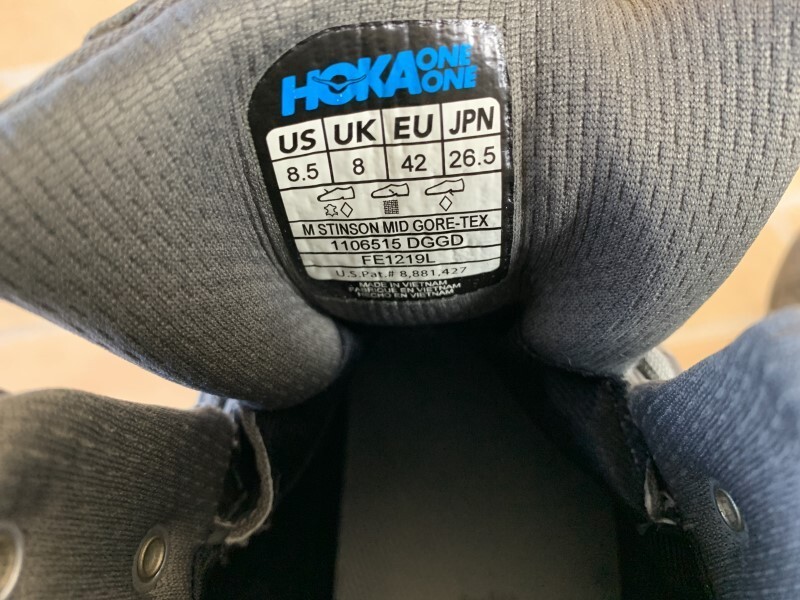 HOKA ONE ONE
US UK EU JPN
8.5 8 42 26.5
M STINSON MID GORE-TEX
1106515 DGGD
FE1219L
U.S.Pat.# 8,881,427
MADE IN VIETNAM
FABRIQUE EN VIETNAM
HECHO EN VIETNAM